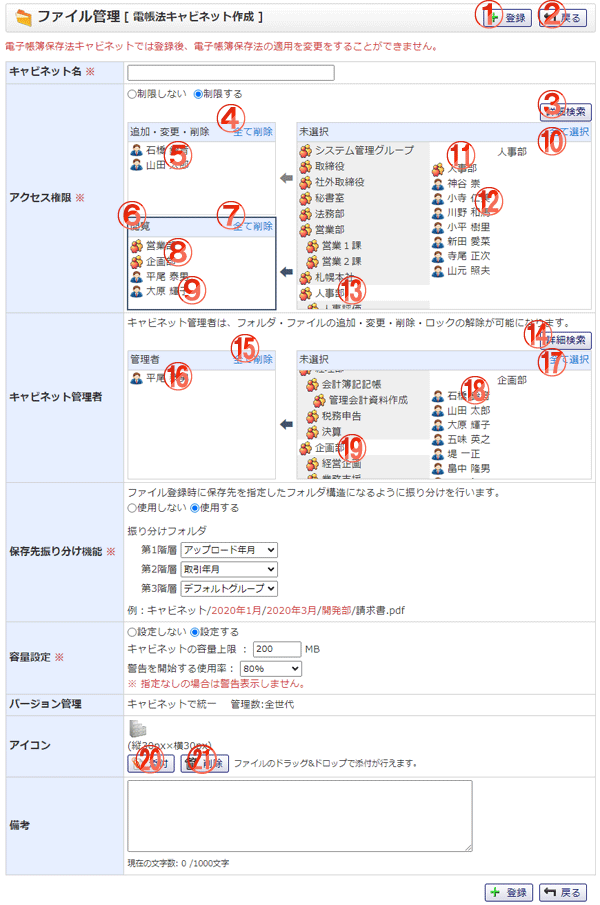 ファイル管理 [ 電帳法キャビネット作成 ]
① 登録 ② 戻る
電子帳簿保存法キャビネットでは登録後、電子帳簿保存法の適用を変更をすることができません。
キャビネット名 ※
アクセス権限 ※
制限しない 制限する
③
詳細検索
④ ⑩
追加・変更・削除 全て削除
石橋
⑤
山田
⑥ ⑦
閲覧 全て削除
営業
⑧
企画
平尾 泰男
大原 輝子
⑨
未選択 全て選択
システム管理グループ
取締役
社外取締役
秘書室
法務部
営業部
営業１課
営業２課
札幌本社
人事部
⑬
人事評価
人事部
⑪
人事部
神谷 崇
小寺
⑫
川野
小平 樹里
新田 愛菜
寺尾 正次
山元 照夫
キャビネット管理者
キャビネット管理者は、フォルダ・ファイルの追加・変更・削除・ロックの解除が可能になります。
⑭ 詳細検索
⑮ ⑰
管理者 全て削除
平尾
⑯
未選択 全て選択
経理部
会計簿記記帳
管理会計資料作成
税務申告
決算
企画部
⑲
経営企画
業務支援
企画部
石橋
⑱
山田 太郎
大原 輝子
五味 英之
堤 一正
畠中 隆男
保存先振り分け機能 ※
ファイル登録時に保存先を指定したフォルダ構造になるように振り分けを行います。
使用しない 使用する
振り分けフォルダ
第1階層 アップロード年月
第2階層 取引年月
第3階層 デフォルトグループ
例：キャビネット/2020年1月/2020年3月/開発部/請求書.pdf
容量設定 ※
設定しない 設定する
キャビネットの容量上限 ： 200 MB
警告を開始する使用率： 80%
※ 指定なしの場合は警告表示しません。
バージョン管理 キャビネットで統一 管理数:全世代
アイコン
(縦30px×横30px)
⑳ 添付 ㉑ 削除 ファイルのドラッグ&ドロップで添付が行えます。
備考
現在の文字数: 0 /1000文字
登録 戻る